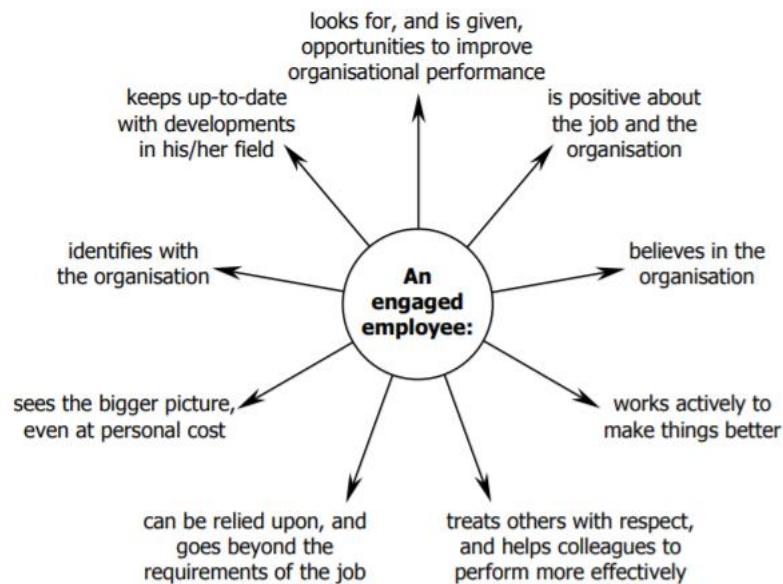 looks for, and is given,
opportunities to improve
organisational performance
is positive about
the job and the
organisation
believes in the
organisation
works actively to
make things better
treats others with respect,
and helps colleagues to
perform more effectively
can be relied upon, and
goes beyond the
requirements of the job
sees the bigger picture,
even at personal cost
identifies with
the organisation
keeps up-to-date
with developments
in his/her field
An
engaged
employee: